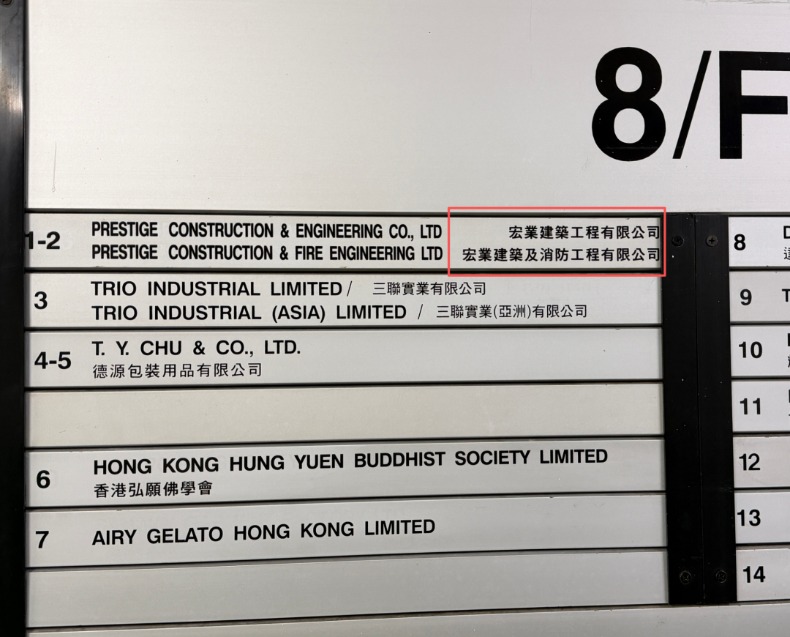 8/F
1-2 PRESTIGE CONSTRUCTION & ENGINEERING CO., LTD 宏業建築工程有限公司
PRESTIGE CONSTRUCTION & FIRE ENGINEERING LTD 宏業建築及消防工程有限公司
3 TRIO INDUSTRIAL LIMITED / 三聯實業有限公司
TRIO INDUSTRIAL (ASIA) LIMITED / 三聯實業(亞洲)有限公司
4-5 T. Y. CHU & CO., LTD.
德源包裝用品有限公司
6 HONG KONG HUNG YUEN BUDDHIST SOCIETY LIMITED
香港弘願佛學會
7 AIRY GELATO HONG KONG LIMITED
8
9
10
11
12
13
14